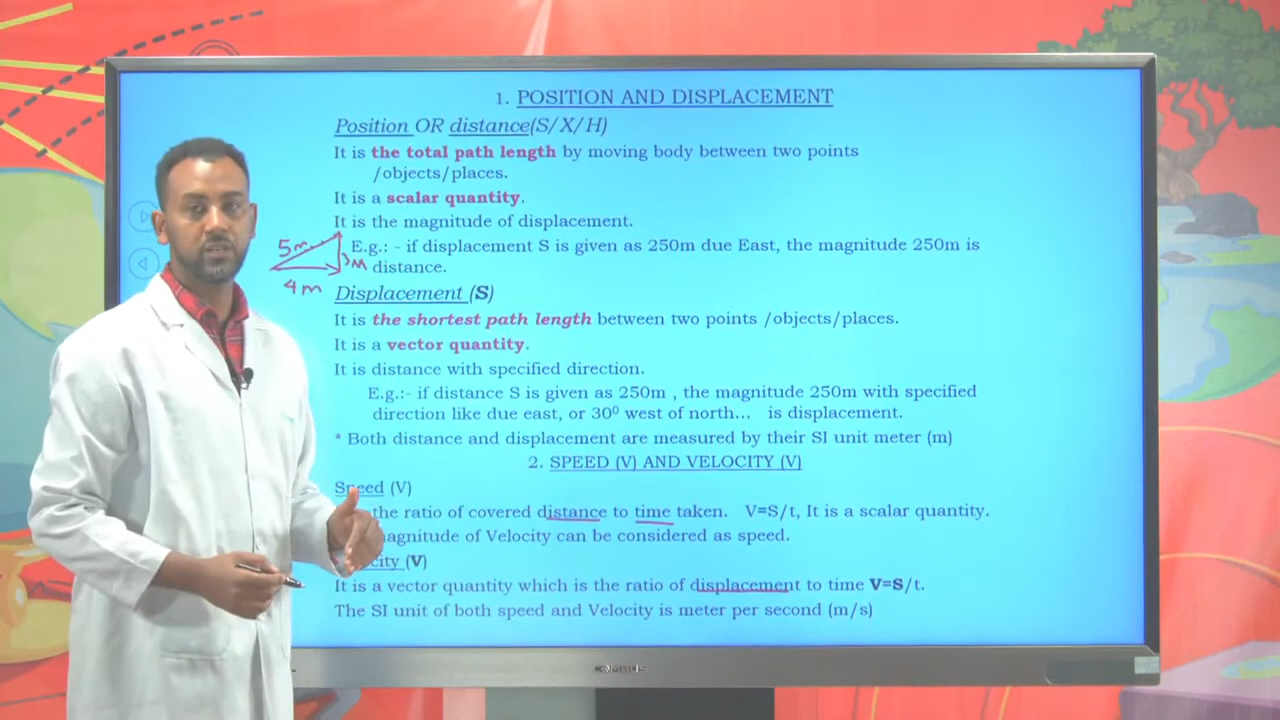 1. POSITION AND DISPLACEMENT
Position OR distance(S/X/H)
It is the total path length by moving body between two points
/objects/places.
It is a scalar quantity.
It is the magnitude of displacement.
5m
E.g.: - if displacement S is given as 250m due East, the magnitude 250m is
3M
distance.
4m
Displacement (S)
It is the shortest path length between two points /objects/places.
It is a vector quantity.
It is distance with specified direction.
E.g.:- if distance S is given as 250m , the magnitude 250m with specified
direction like due east, or 30⁰ west of north... is displacement.
* Both distance and displacement are measured by their SI unit meter (m)
2. SPEED (V) AND VELOCITY (V)
Speed (V)
the ratio of covered distance to time taken. V=S/t, It is a scalar quantity.
of Velocity can be considered as speed.
(V)
It is a vector quantity which is the ratio of displacement to time V=S/t.
The SI unit of both speed and Velocity is meter per second (m/s)